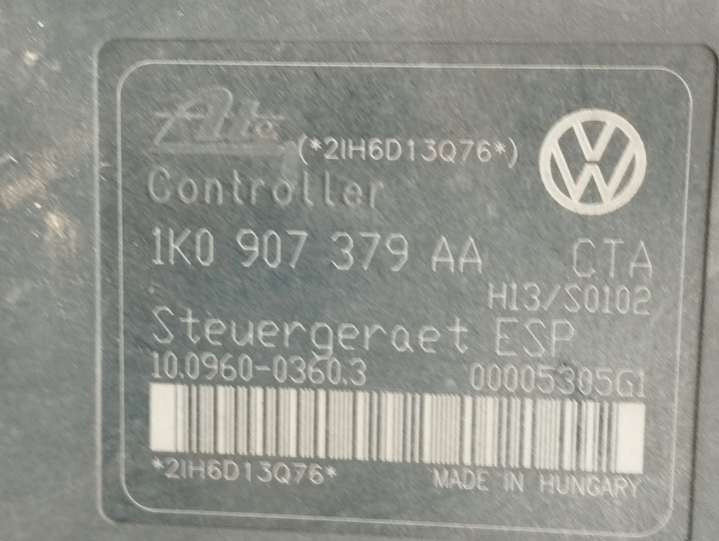 Ate
(*2IH6D13Q76*)
Controller
1K0 907 379 AA CTA
H13/S0102
Steuergeraet ESP
10.0960-0360.3 00005305G1
*2IH6D13Q76* MADE IN HUNGARY